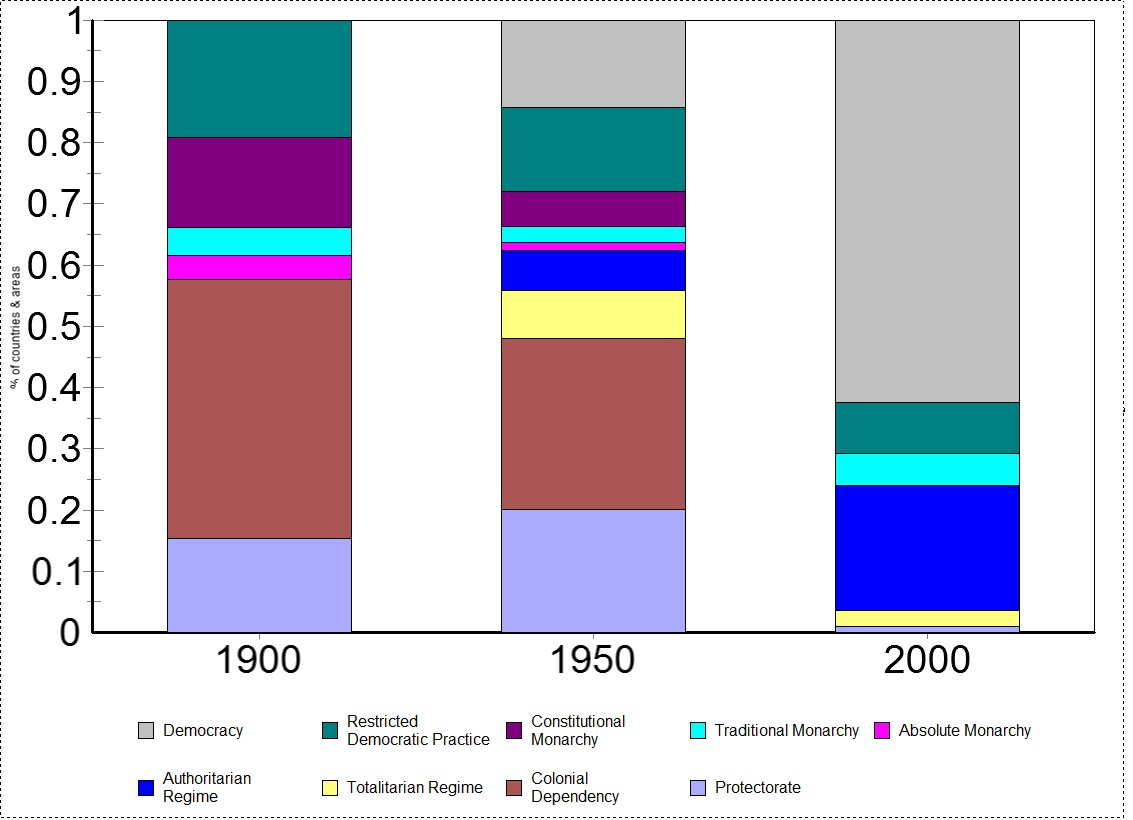 1
0.9
0.8
0.7
0.6
0.5
0.4
0.3
0.2
0.1
0
% of countries & areas
1900 1950 2000
Democracy
Restricted
Democratic Practice
Constitutional
Monarchy
Traditional Monarchy
Absolute Monarchy
Authoritarian
Regime
Totalitarian Regime
Colonial
Dependency
Protectorate